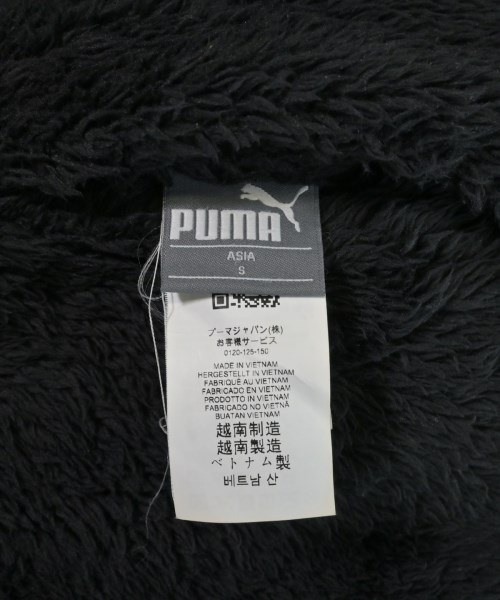 PUMA
ASIA
S
プーマジャパン(株)
お客様サービス
0120-125-150
MADE IN VIETNAM
HERGESTELLT IN VIETNAM
FABRIQUÉ AU VIETNAM
FABRICADO EN VIETNAM
PRODOTTO IN VIETNAM
FABRICADO NO VIETNÃ
BUATAN VIETNAM
越南制造
越南製造
ベトナム製
베트남 산